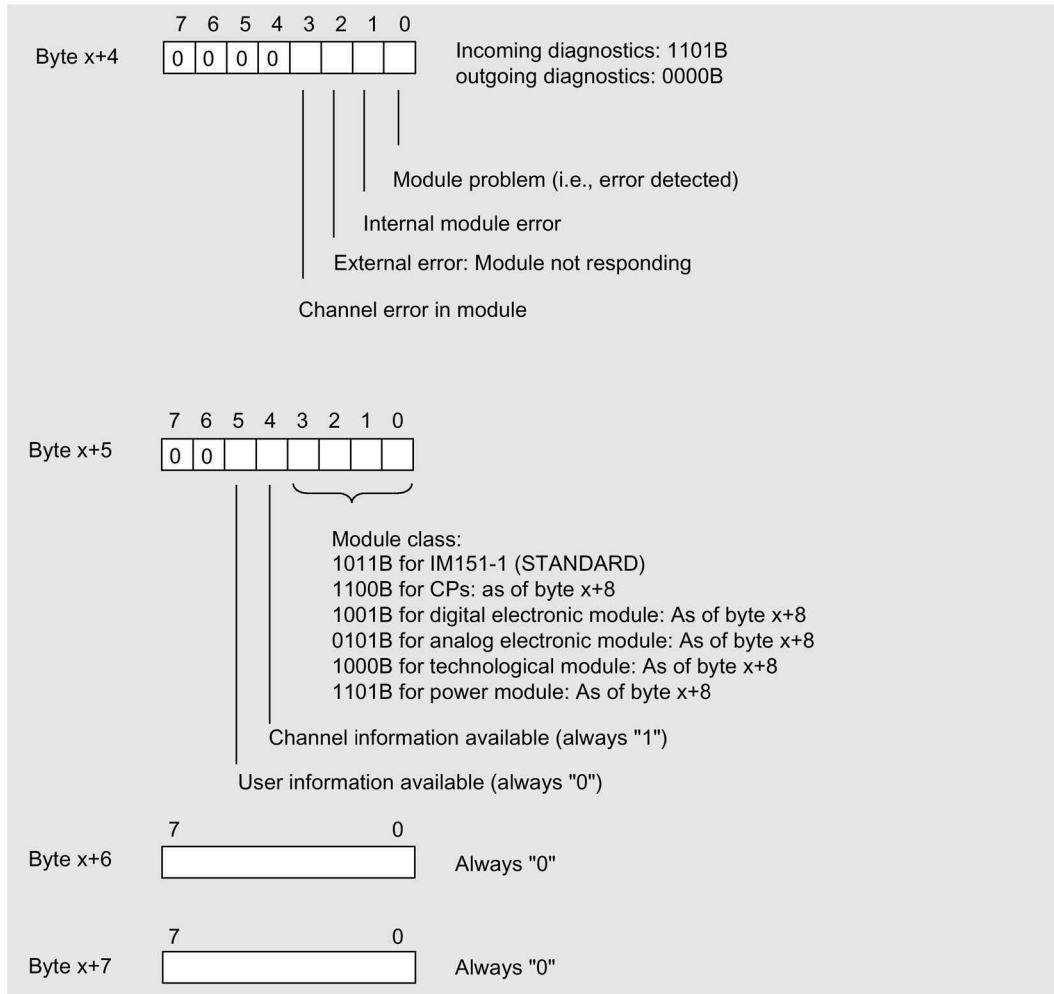 7 6 5 4 3 2 1 0
Byte x+4
0 0 0 0
Incoming diagnostics: 1101B
outgoing diagnostics: 0000B
Module problem (i.e., error detected)
Internal module error
External error: Module not responding
Channel error in module
7 6 5 4 3 2 1 0
Byte x+5
0 0
Module class:
1011B for IM151-1 (STANDARD)
1100B for CPs: as of byte x+8
1001B for digital electronic module: As of byte x+8
0101B for analog electronic module: As of byte x+8
1000B for technological module: As of byte x+8
1101B for power module: As of byte x+8
Channel information available (always "1")
User information available (always "0")
7 0
Byte x+6
Always "0"
7 0
Byte x+7
Always "0"